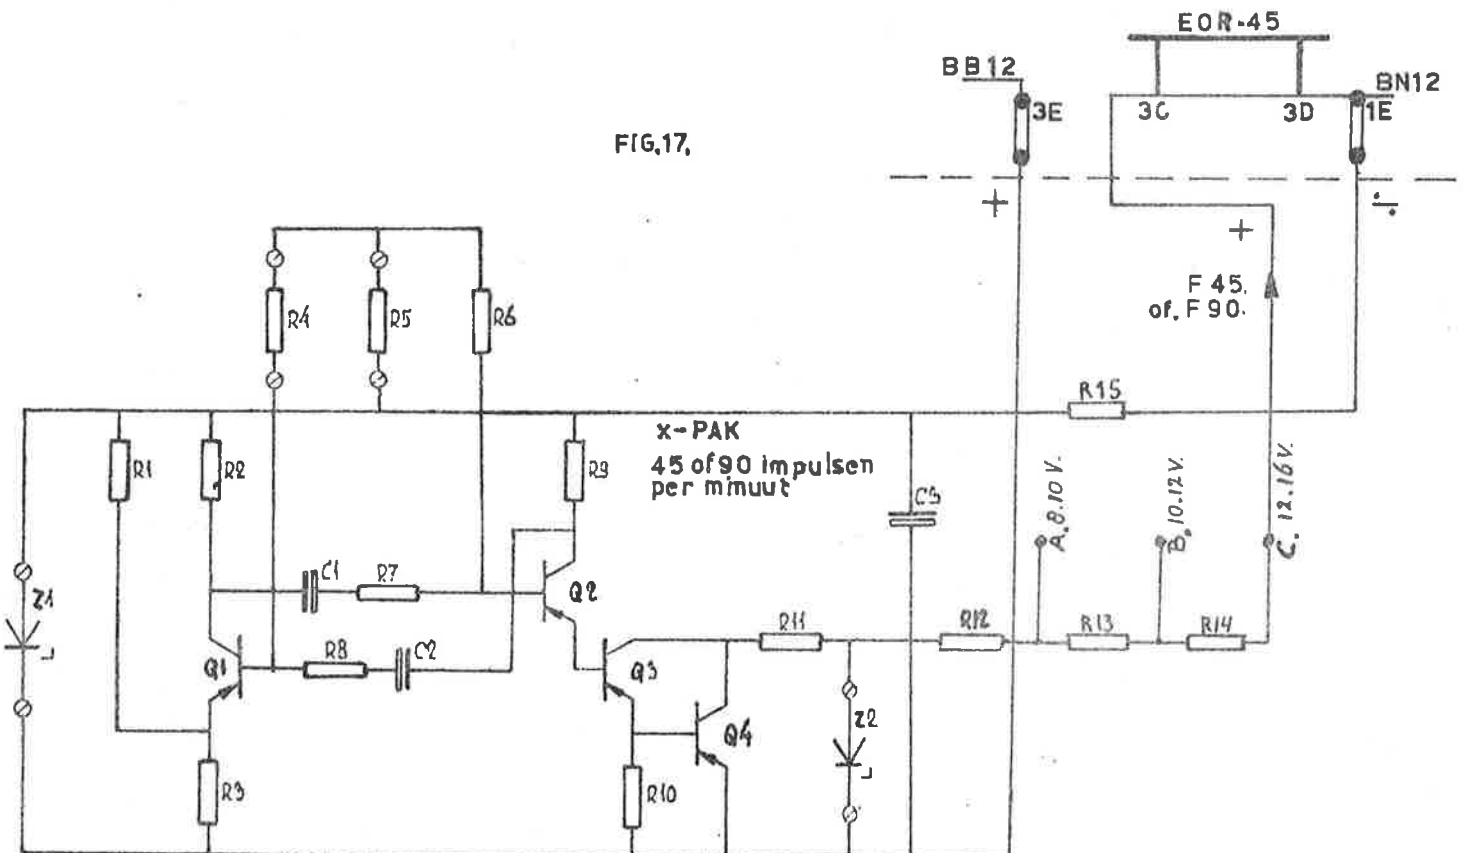 EOR-45
BB12
BN12
3E
3C
3D
1E
FIG.17.
+
÷
+
F 45.
of. F 90.
R4
R5
R6
R15
x-PAK
45 of 90 impulsen
per minuut
R1
R2
R9
C3
A. 8.10 V.
B. 10.12 V.
C. 12.16 V.
C1
R7
Q2
Z1
R8
C2
Q1
Q3
R11
R12
R13
R14
Q4
Z2
R3
R10